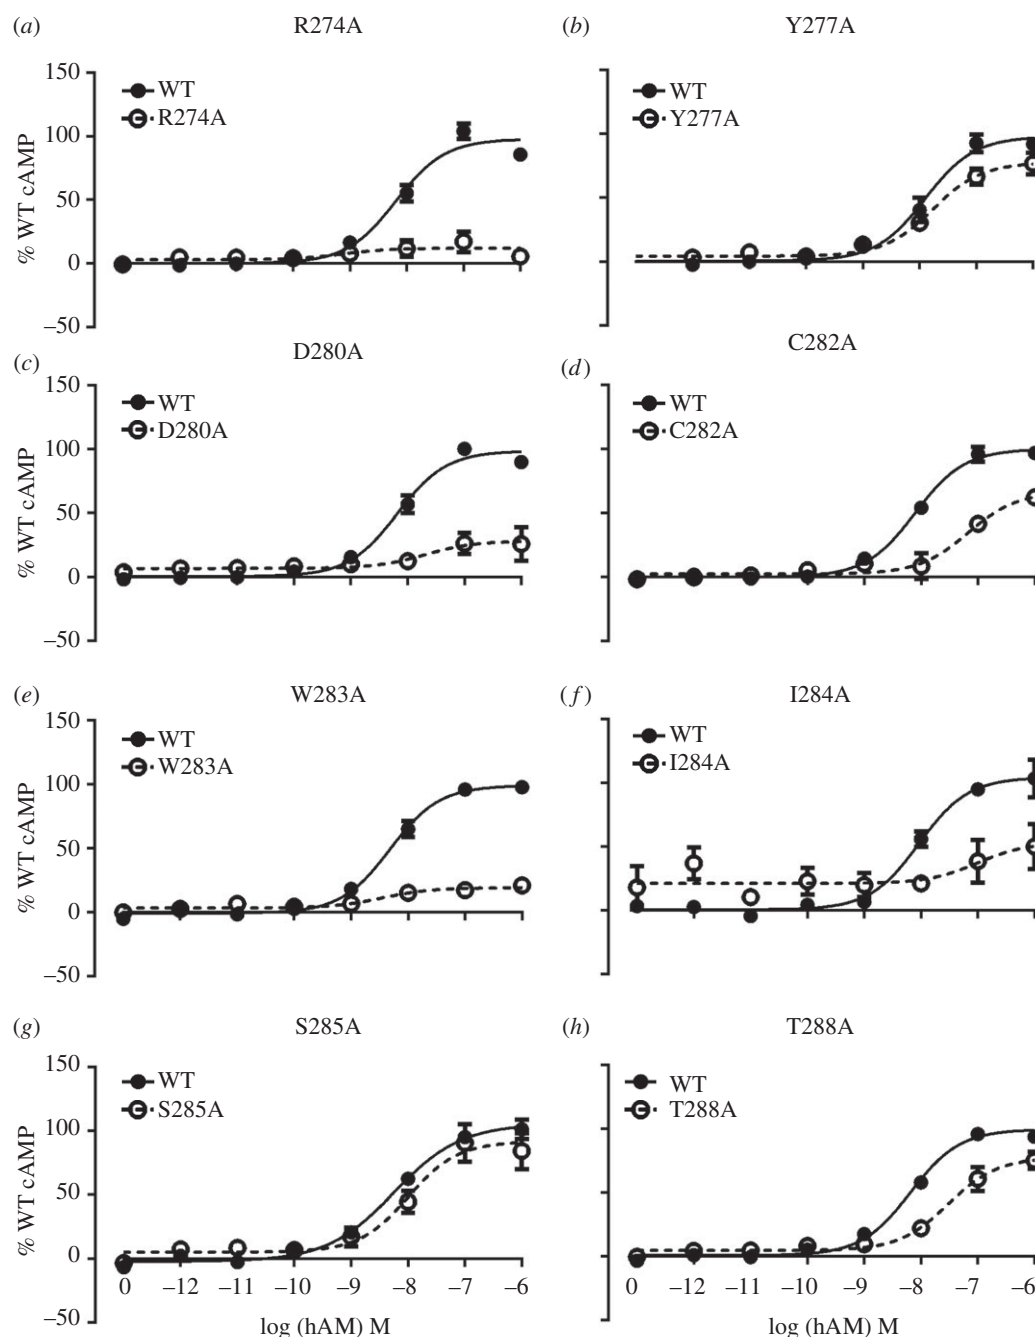 (a) R274A
(b) Y277A
150
100
50
0
–50
% WT cAMP
WT
R274A
WT
Y277A
(c) D280A
(d) C282A
150
100
50
0
–50
% WT cAMP
WT
D280A
WT
C282A
(e) W283A
(f) I284A
150
100
50
0
–50
% WT cAMP
WT
W283A
WT
I284A
(g) S285A
(h) T288A
150
100
50
0
–50
% WT cAMP
WT
S285A
WT
T288A
0 –12 –11 –10 –9 –8 –7 –6
0 –12 –11 –10 –9 –8 –7 –6
log (hAM) M
log (hAM) M